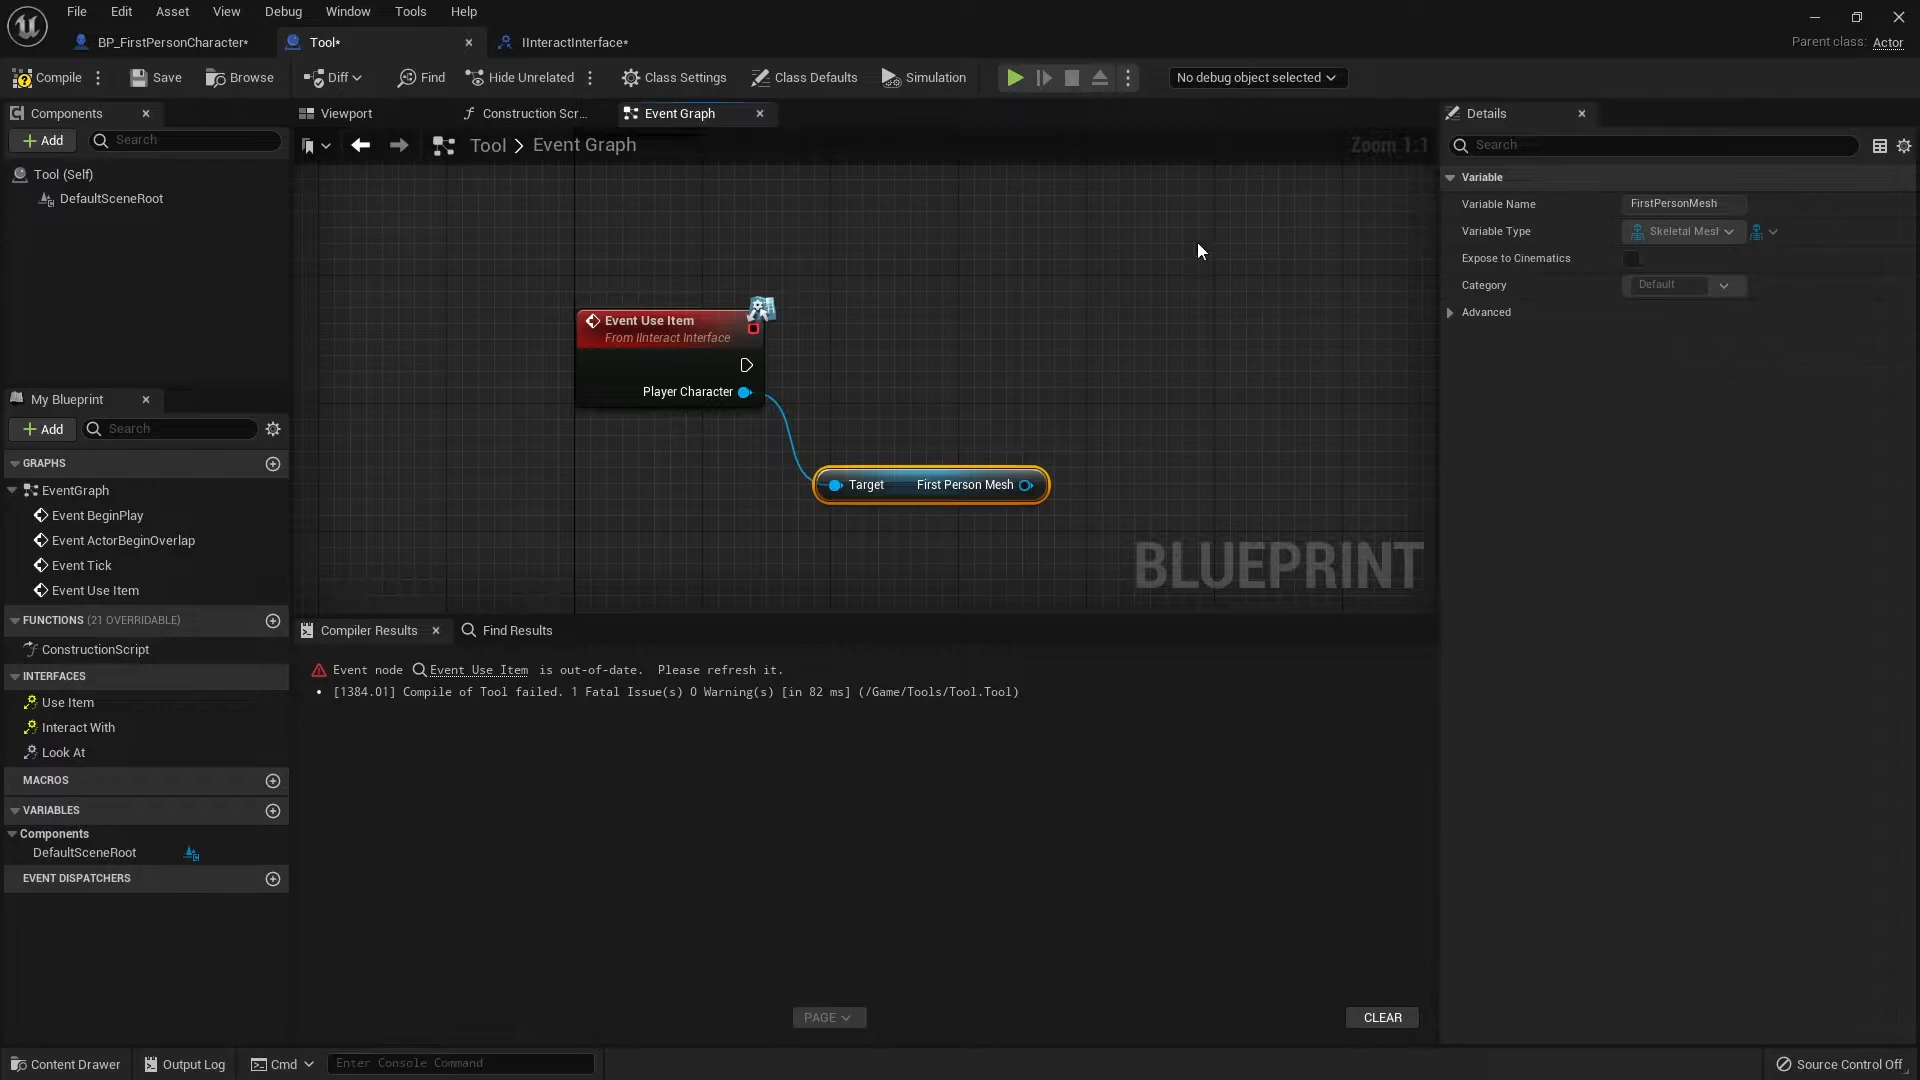 File Edit Asset View Debug Window Tools Help
BP_FirstPersonCharacter* Tool* IInteractInterface* Parent class: Actor
Compile Save Browse Diff Find Hide Unrelated Class Settings Class Defaults Simulation No debug object selected
Components Viewport Construction Scr... Event Graph Details
Add Search Tool > Event Graph Zoom 1:1 Search
Tool (Self)
DefaultSceneRoot
Variable
Variable Name FirstPersonMesh
Variable Type Skeletal Mesl
Expose to Cinematics
Category Default
Advanced
Event Use Item
From IInteract Interface
Player Character
Target First Person Mesh
BLUEPRINT
My Blueprint
Add Search
GRAPHS
EventGraph
Event BeginPlay
Event ActorBeginOverlap
Event Tick
Event Use Item
FUNCTIONS (21 OVERRIDABLE)
ConstructionScript
INTERFACES
Use Item
Interact With
Look At
MACROS
VARIABLES
Components
DefaultSceneRoot
EVENT DISPATCHERS
Compiler Results Find Results
Event node Event Use Item is out-of-date. Please refresh it.
[1384.01] Compile of Tool failed. 1 Fatal Issue(s) 0 Warning(s) [in 82 ms] (/Game/Tools/Tool.Tool)
PAGE CLEAR
Content Drawer Output Log Cmd Enter Console Command Source Control Off